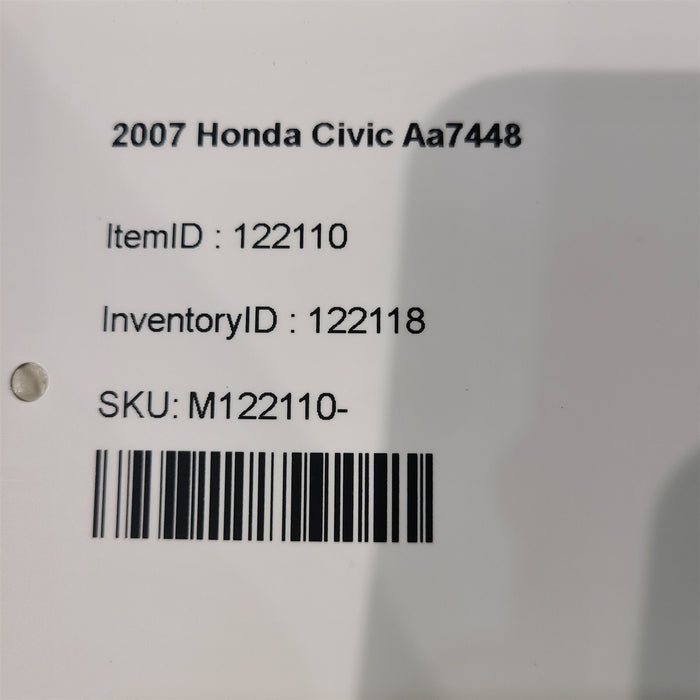 2007 Honda Civic Aa7448
ItemID : 122110
InventoryID : 122118
SKU: M122110-